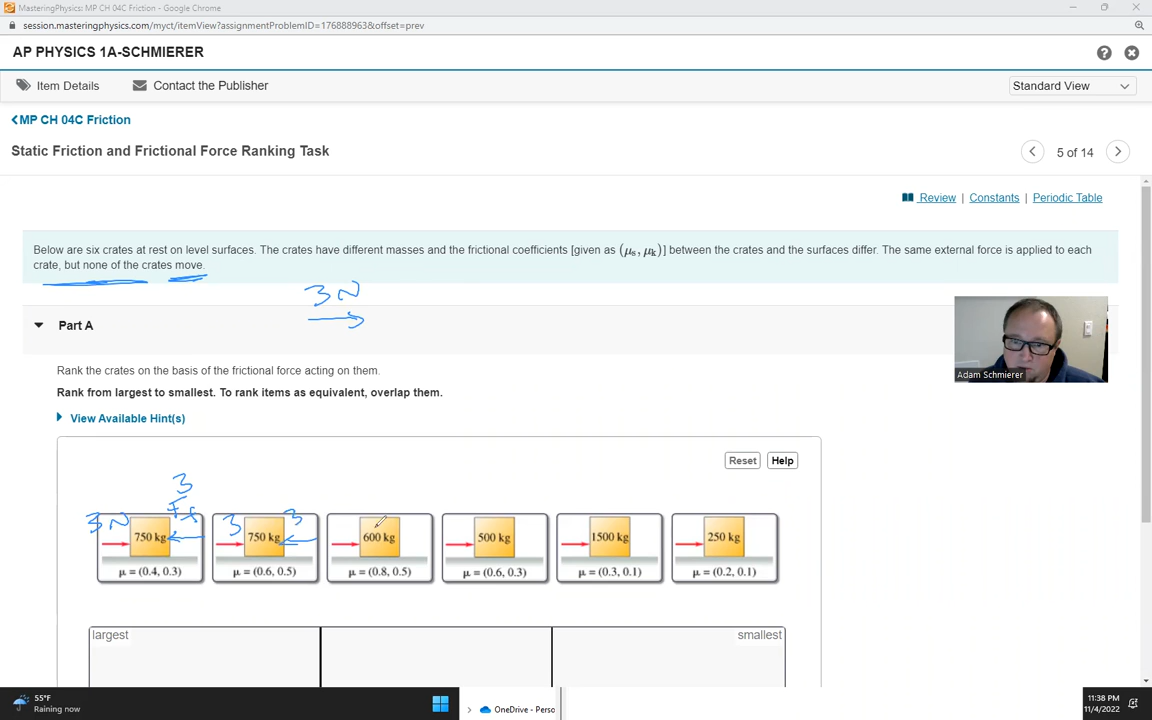 MasteringPhysics: MP CH 04C Friction - Google Chrome
session.masteringphysics.com/myct/itemView?assignmentProblemID=176888963&offset=prev
AP PHYSICS 1A-SCHMIERER
Item Details
Contact the Publisher
Standard View
MP CH 04C Friction
Static Friction and Frictional Force Ranking Task
5 of 14
Review | Constants | Periodic Table
Below are six crates at rest on level surfaces. The crates have different masses and the frictional coefficients [given as (μs, μk)] between the crates and the surfaces differ. The same external force is applied to each
crate, but none of the crates move.
3 N
Part A
Adam Schmierer
Rank the crates on the basis of the frictional force acting on them.
Rank from largest to smallest. To rank items as equivalent, overlap them.
View Available Hint(s)
Reset Help
3
3 N
3 3
750 kg 750 kg 600 kg 500 kg 1500 kg 250 kg
μ = (0.4, 0.3) μ = (0.6, 0.5) μ = (0.8, 0.5) μ = (0.6, 0.3) μ = (0.3, 0.1) μ = (0.2, 0.1)
largest smallest
55°F
Raining now
OneDrive - Perso
11:38 PM
11/4/2022